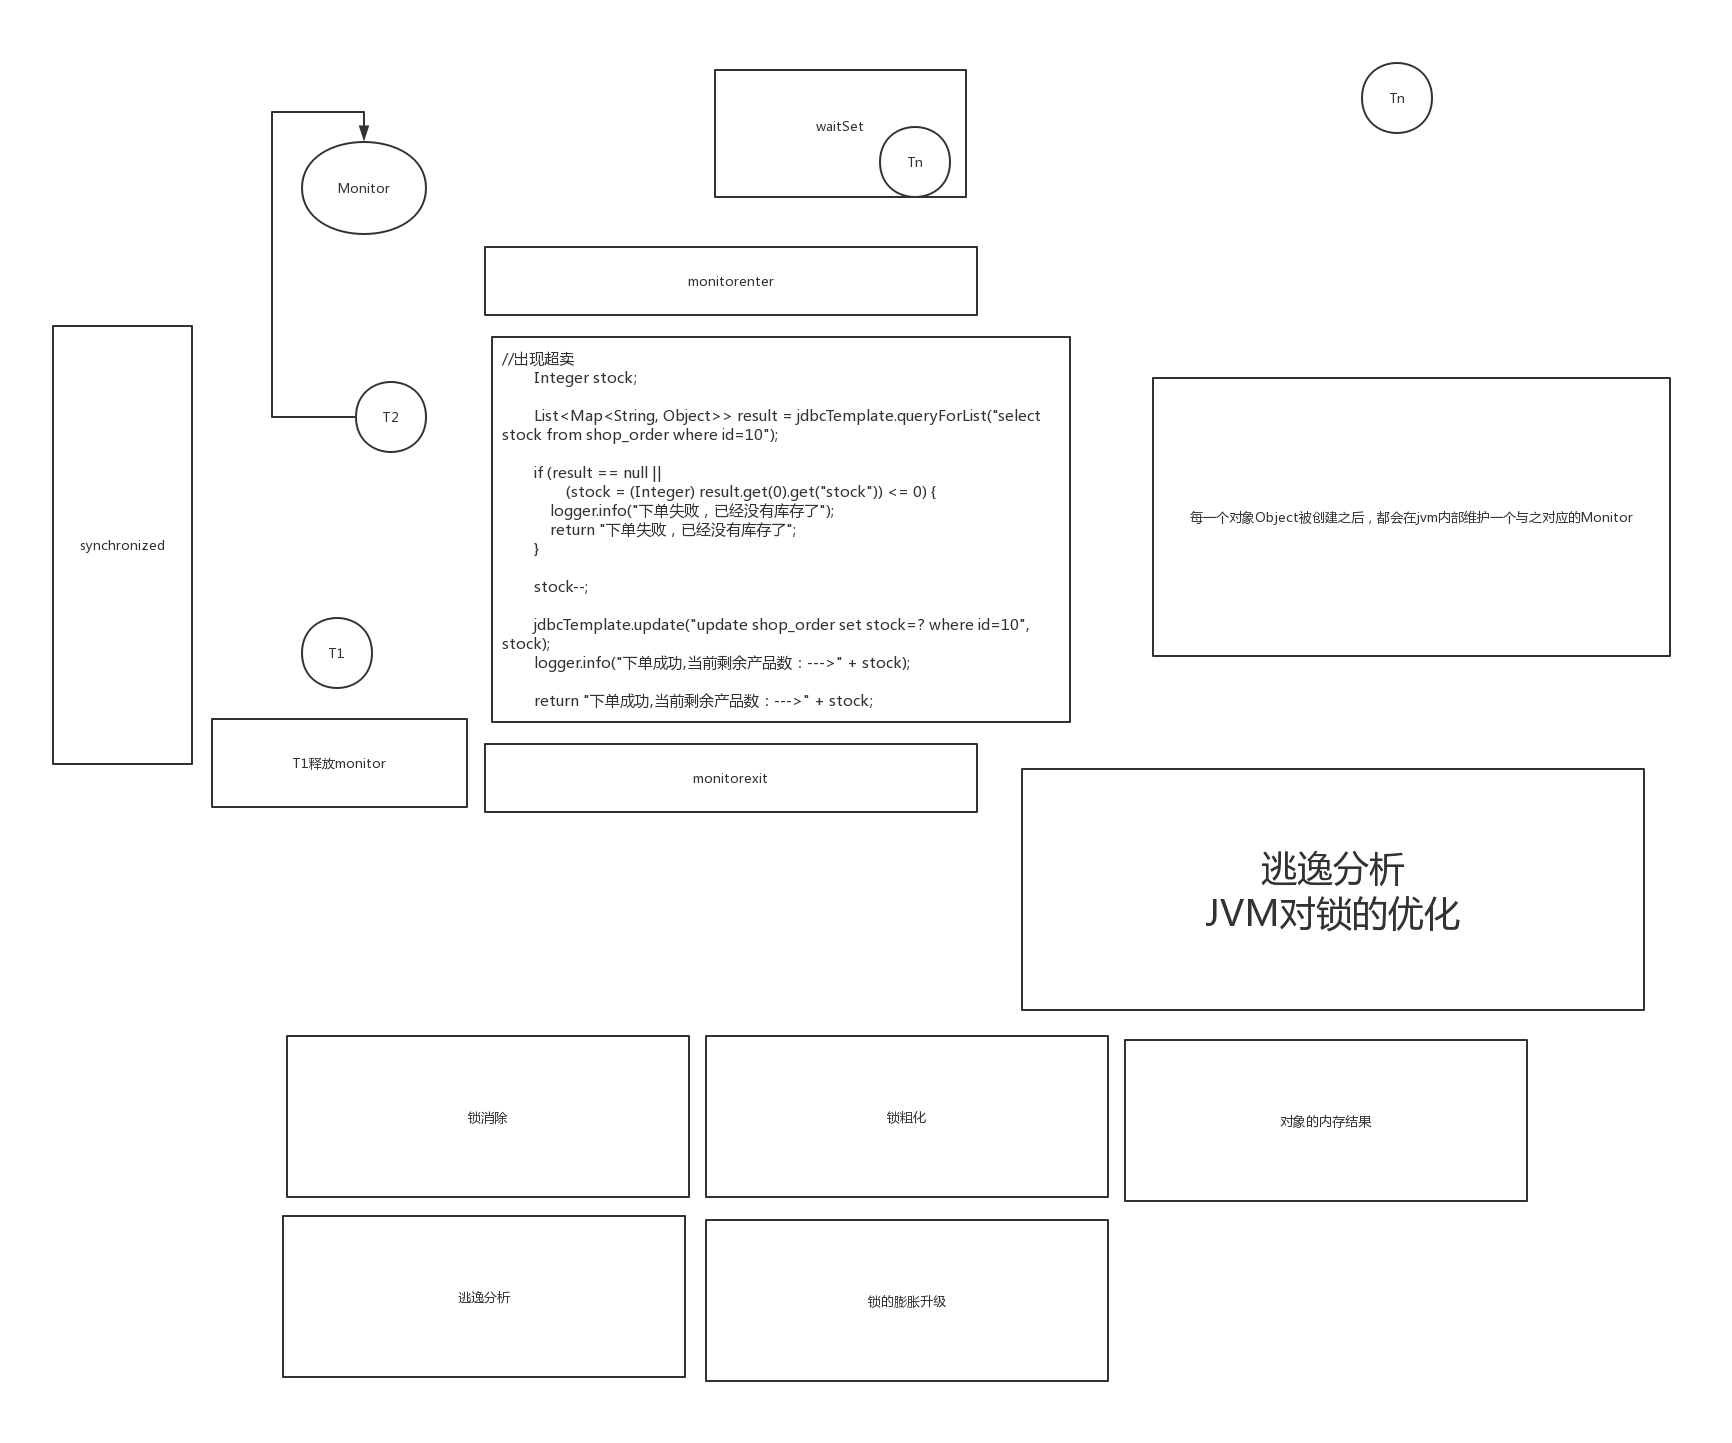 Tn
waitSet
Tn
Monitor
monitorenter
//出现超卖
Integer stock;
List<Map<String, Object>> result = jdbcTemplate.queryForList("select
stock from shop_order where id=10");
if (result == null ||
(stock = (Integer) result.get(0).get("stock")) <= 0) {
logger.info("下单失败，已经没有库存了");
return "下单失败，已经没有库存了";
}
stock--;
jdbcTemplate.update("update shop_order set stock=? where id=10",
stock);
logger.info("下单成功,当前剩余产品数：--->" + stock);
return "下单成功,当前剩余产品数：--->" + stock;
T2
synchronized
每一个对象Object被创建之后，都会在jvm内部维护一个与之对应的Monitor
T1
T1释放monitor
monitorexit
逃逸分析
JVM对锁的优化
锁消除
锁粗化
对象的内存结果
逃逸分析
锁的膨胀升级